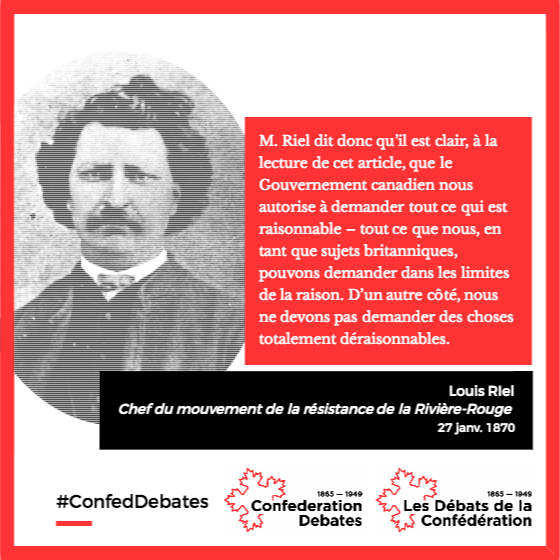 M. Riel dit donc qu'il est clair, à la
lecture de cet article, que le
Gouvernement canadien nous
autorise à demander tout ce qui est
raisonnable – tout ce que nous, en
tant que sujets britanniques,
pouvons demander dans les limites
de la raison. D'un autre côté, nous
ne devons pas demander des choses
totalement déraisonnables.
Louis Riel
Chef du mouvement de la résistance de la Rivière-Rouge
27 janv. 1870
#ConfedDebates
1865 — 1949
Confederation
Debates
1865 — 1949
Les Débats de la
Confédération